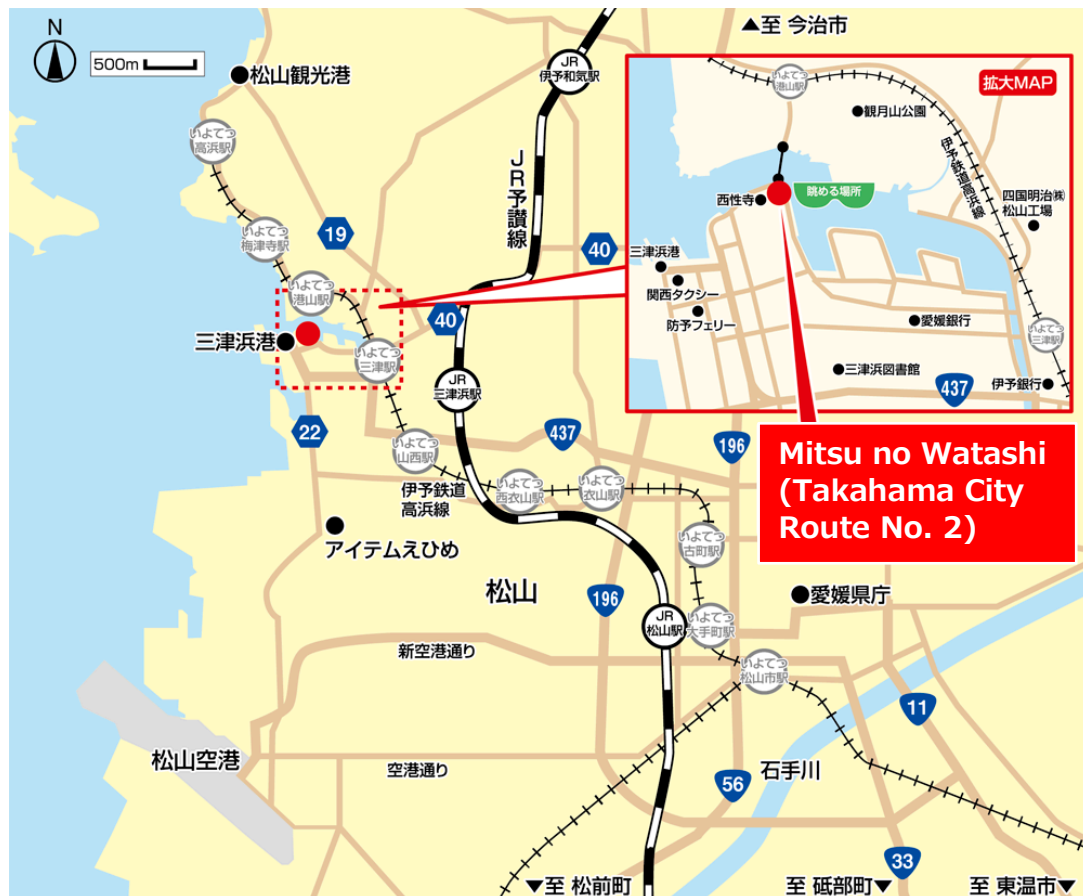 N
500m
松山観光港
▲至 今治市
JR
伊予和気駅
いよてつ
高浜駅
JR予讃線
19
いよてつ
梅津寺駅
40
いよてつ
港山駅
三津浜港
40
いよてつ
三津駅
JR
三津浜駅
22
437
196
いよてつ
山西駅
伊予鉄道
高浜線
いよてつ
西衣山駅
いよてつ
衣山駅
いよてつ
古町駅
アイテムえひめ
松山
196
愛媛県庁
JR
松山駅
いよてつ
大手町駅
新空港通り
いよてつ
松山市駅
11
松山空港
空港通り
石手川
56
33
▼至 松前町
至 砥部町▼
至 東温市▼
拡大MAP
いよてつ
港山駅
観月山公園
伊予鉄道高浜線
四国明治㈱
松山工場
眺める場所
西性寺
三津浜港
関西タクシー
防予フェリー
愛媛銀行
いよてつ
三津駅
三津浜図書館
437
伊予銀行
Mitsu no Watashi
(Takahama City
Route No. 2)